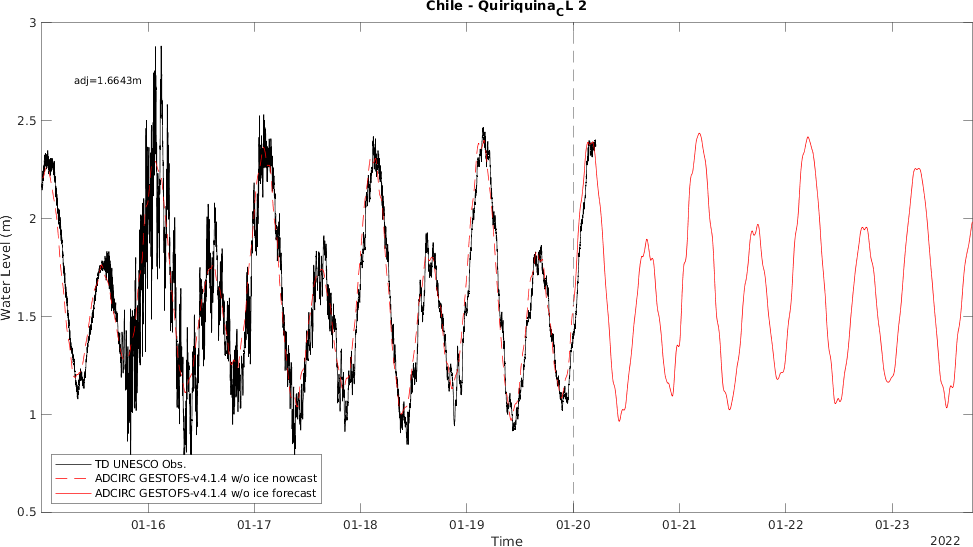 Chile - Quiriquina_CL 2
adj=1.6643m
Water Level (m)
3
2.5
2
1.5
1
0.5
TD UNESCO Obs.
ADCIRC GESTOFS-v4.1.4 w/o ice nowcast
ADCIRC GESTOFS-v4.1.4 w/o ice forecast
01-16 01-17 01-18 01-19 01-20 01-21 01-22 01-23
Time
2022